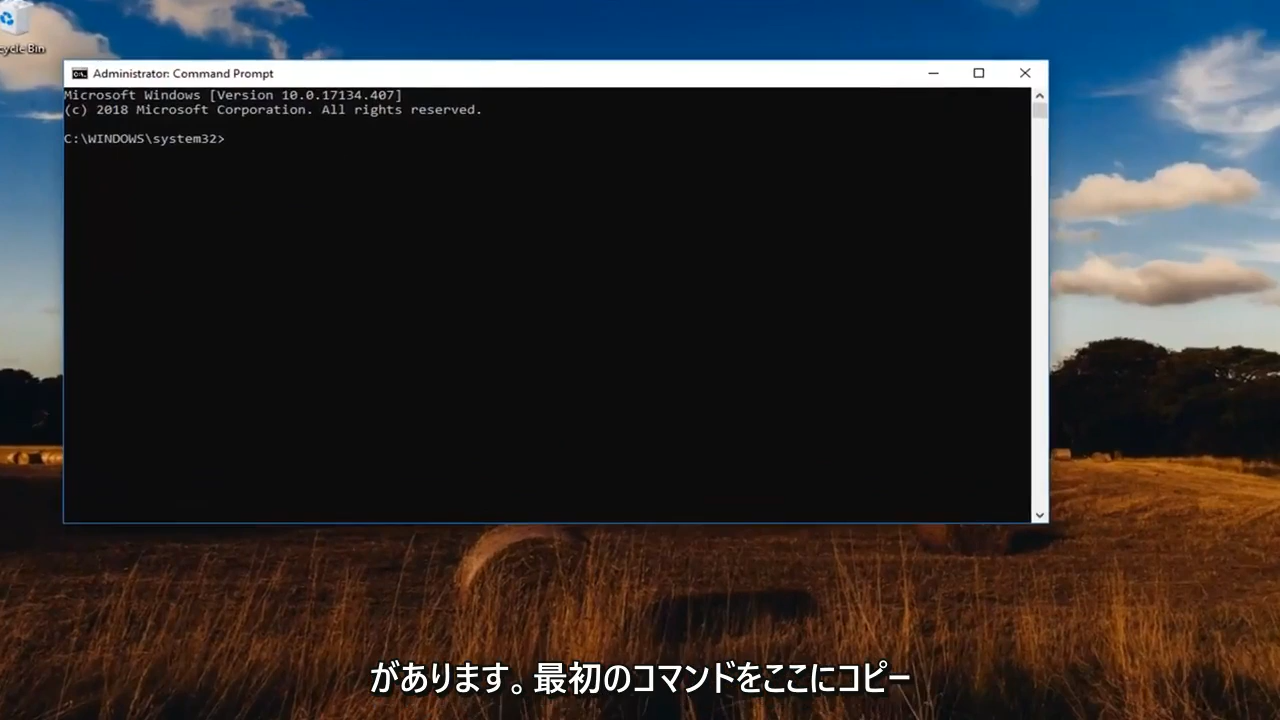 cycle Bin
Administrator: Command Prompt
Microsoft Windows [Version 10.0.17134.407]
(c) 2018 Microsoft Corporation. All rights reserved.
C:\WINDOWS\system32>
があります。最初のコマンドをここにコピー